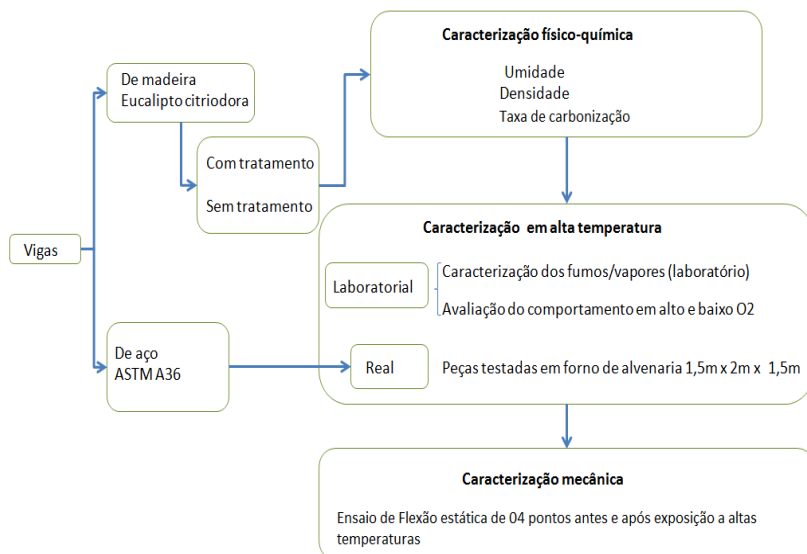 Caracterização físico-química
Umidade
Densidade
Taxa de carbonização
De madeira
Eucalipto citriodora
Com tratamento
Sem tratamento
Vigas
De aço
ASTM A36
Caracterização em alta temperatura
Laboratorial
Caracterização dos fumos/vapores (laboratório)
Avaliação do comportamento em alto e baixo O2
Real
Peças testadas em forno de alvenaria 1,5m x 2m x 1,5m
Caracterização mecânica
Ensaio de Flexão estática de 04 pontos antes e após exposição a altas
temperaturas